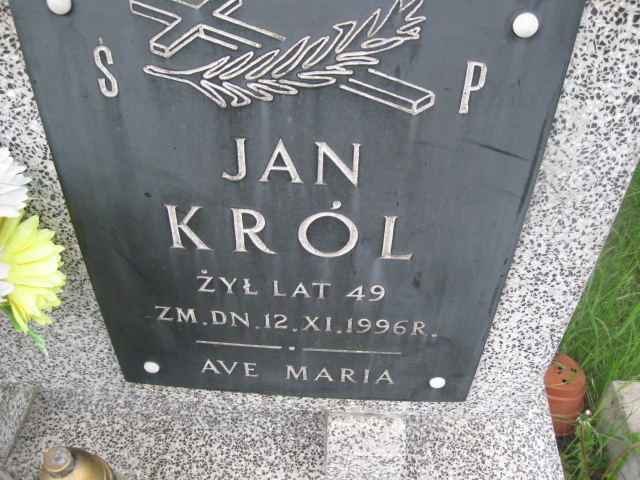 Ś P
JAN
KRÓL
ŻYŁ LAT 49
ZM. DN. 12. XI. 1996 R.
AVE MARIA